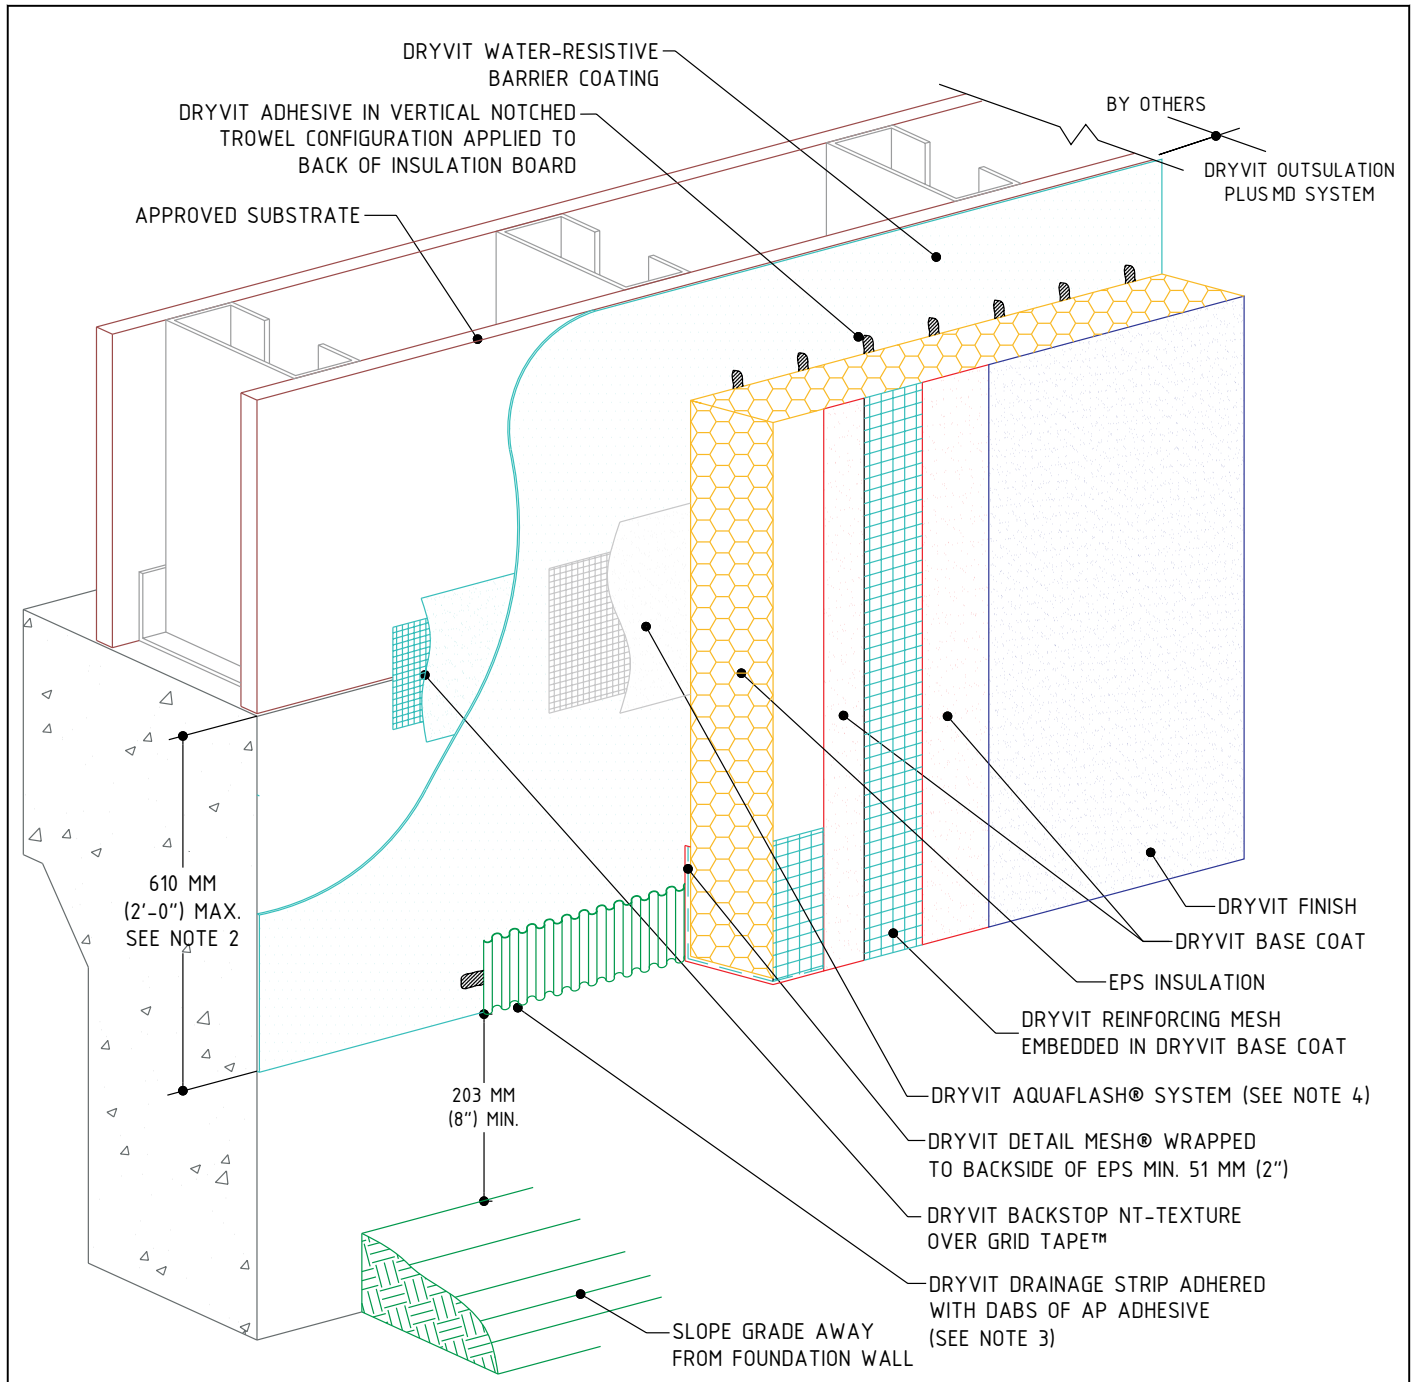 DRYVIT WATER-RESISTIVE
BARRIER COATING
DRYVIT ADHESIVE IN VERTICAL NOTCHED
TROWEL CONFIGURATION APPLIED TO
BACK OF INSULATION BOARD
APPROVED SUBSTRATE
BY OTHERS
DRYVIT OUTSULATION
PLUSMD SYSTEM
610 MM
(2'-0") MAX.
SEE NOTE 2
203 MM
(8") MIN.
DRYVIT FINISH
DRYVIT BASE COAT
EPS INSULATION
DRYVIT REINFORCING MESH
EMBEDDED IN DRYVIT BASE COAT
DRYVIT AQUAFLASH® SYSTEM (SEE NOTE 4)
DRYVIT DETAIL MESH® WRAPPED
TO BACKSIDE OF EPS MIN. 51 MM (2")
DRYVIT BACKSTOP NT-TEXTURE
OVER GRID TAPE™
DRYVIT DRAINAGE STRIP ADHERED
WITH DABS OF AP ADHESIVE
(SEE NOTE 3)
SLOPE GRADE AWAY
FROM FOUNDATION WALL